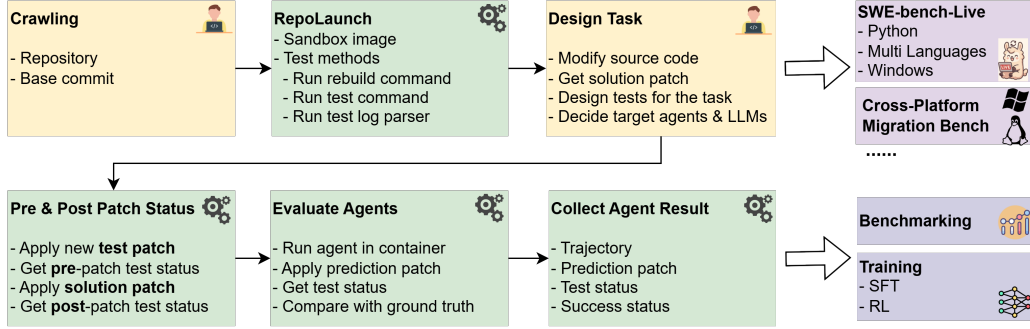 Crawling
- Repository
- Base commit
RepoLaunch
- Sandbox image
- Test methods
- Run rebuild command
- Run test command
- Run test log parser
Design Task
- Modify source code
- Get solution patch
- Design tests for the task
- Decide target agents & LLMs
SWE-bench-Live
- Python
- Multi Languages
- Windows
Cross-Platform
Migration Bench
......
Pre & Post Patch Status
- Apply new test patch
- Get pre-patch test status
- Apply solution patch
- Get post-patch test status
Evaluate Agents
- Run agent in container
- Apply prediction patch
- Get test status
- Compare with ground truth
Collect Agent Result
- Trajectory
- Prediction patch
- Test status
- Success status
Benchmarking
Training
- SFT
- RL